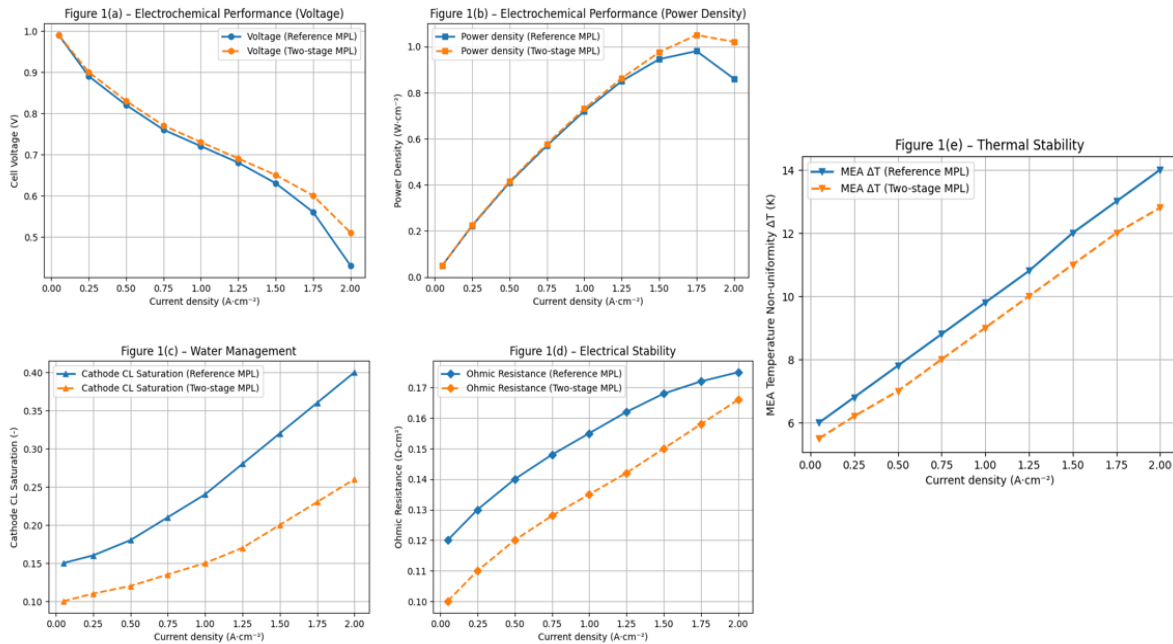 Figure 1(a) – Electrochemical Performance (Voltage)
Voltage (Reference MPL)
Voltage (Two-stage MPL)
Cell Voltage (V)
1.0
0.9
0.8
0.7
0.6
0.5
0.00 0.25 0.50 0.75 1.00 1.25 1.50 1.75 2.00
Current density (A·cm⁻²)
Figure 1(b) – Electrochemical Performance (Power Density)
Power density (Reference MPL)
Power density (Two-stage MPL)
Power Density (W·cm⁻²)
1.0
0.8
0.6
0.4
0.2
0.0
0.00 0.25 0.50 0.75 1.00 1.25 1.50 1.75 2.00
Current density (A·cm⁻²)
Figure 1(c) – Water Management
Cathode CL Saturation (Reference MPL)
Cathode CL Saturation (Two-stage MPL)
Cathode CL Saturation (-)
0.40
0.35
0.30
0.25
0.20
0.15
0.10
0.00 0.25 0.50 0.75 1.00 1.25 1.50 1.75 2.00
Current density (A·cm⁻²)
Figure 1(d) – Electrical Stability
Ohmic Resistance (Reference MPL)
Ohmic Resistance (Two-stage MPL)
Ohmic Resistance (Ω·cm²)
0.17
0.16
0.15
0.14
0.13
0.12
0.11
0.10
0.00 0.25 0.50 0.75 1.00 1.25 1.50 1.75 2.00
Current density (A·cm⁻²)
Figure 1(e) – Thermal Stability
MEA ΔT (Reference MPL)
MEA ΔT (Two-stage MPL)
MEA Temperature Non-uniformity ΔT (K)
14
12
10
8
6
0.00 0.25 0.50 0.75 1.00 1.25 1.50 1.75 2.00
Current density (A·cm⁻²)